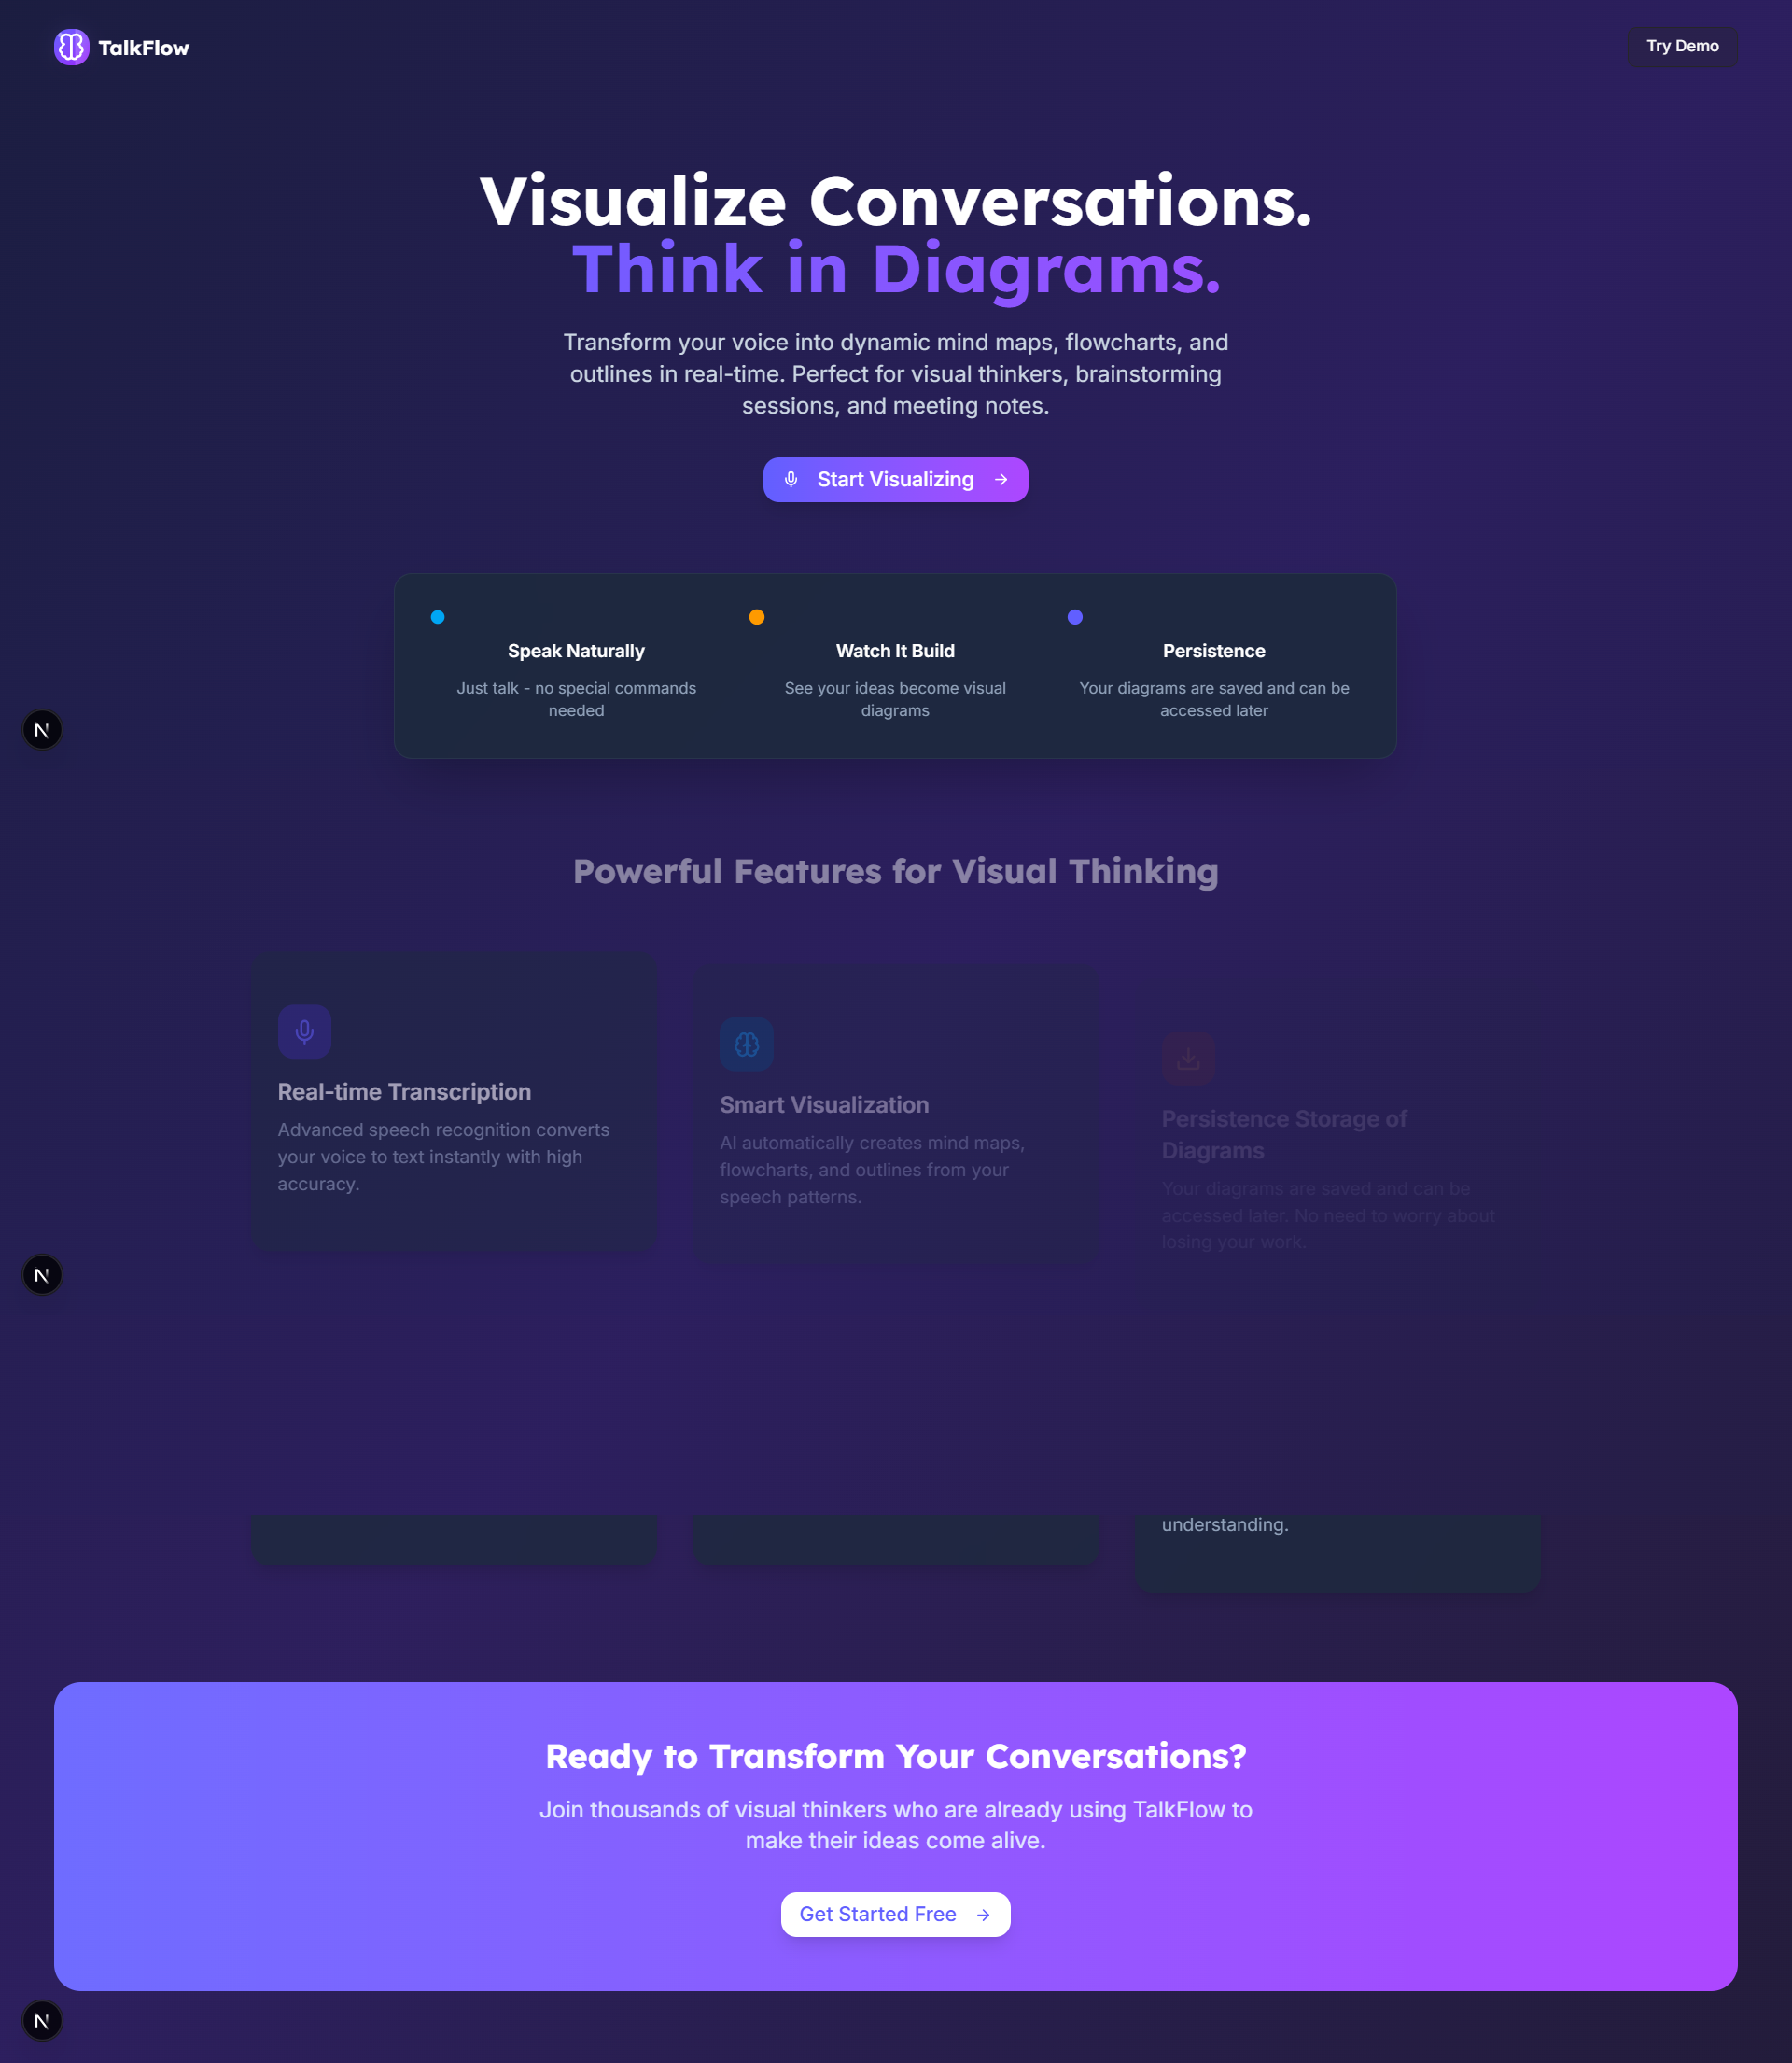 TalkFlow
Try Demo
Visualize Conversations.
Think in Diagrams.
Transform your voice into dynamic mind maps, flowcharts, and
outlines in real-time. Perfect for visual thinkers, brainstorming
sessions, and meeting notes.
Start Visualizing
Speak Naturally
Just talk - no special commands
needed
Watch It Build
See your ideas become visual
diagrams
Persistence
Your diagrams are saved and can be
accessed later
N
Powerful Features for Visual Thinking
Real-time Transcription
Advanced speech recognition converts
your voice to text instantly with high
accuracy.
Smart Visualization
AI automatically creates mind maps,
flowcharts, and outlines from your
speech patterns.
Persistence Storage of
Diagrams
Your diagrams are saved and can be
accessed later. No need to worry about
losing your work.
N
understanding.
Ready to Transform Your Conversations?
Join thousands of visual thinkers who are already using TalkFlow to
make their ideas come alive.
Get Started Free
N